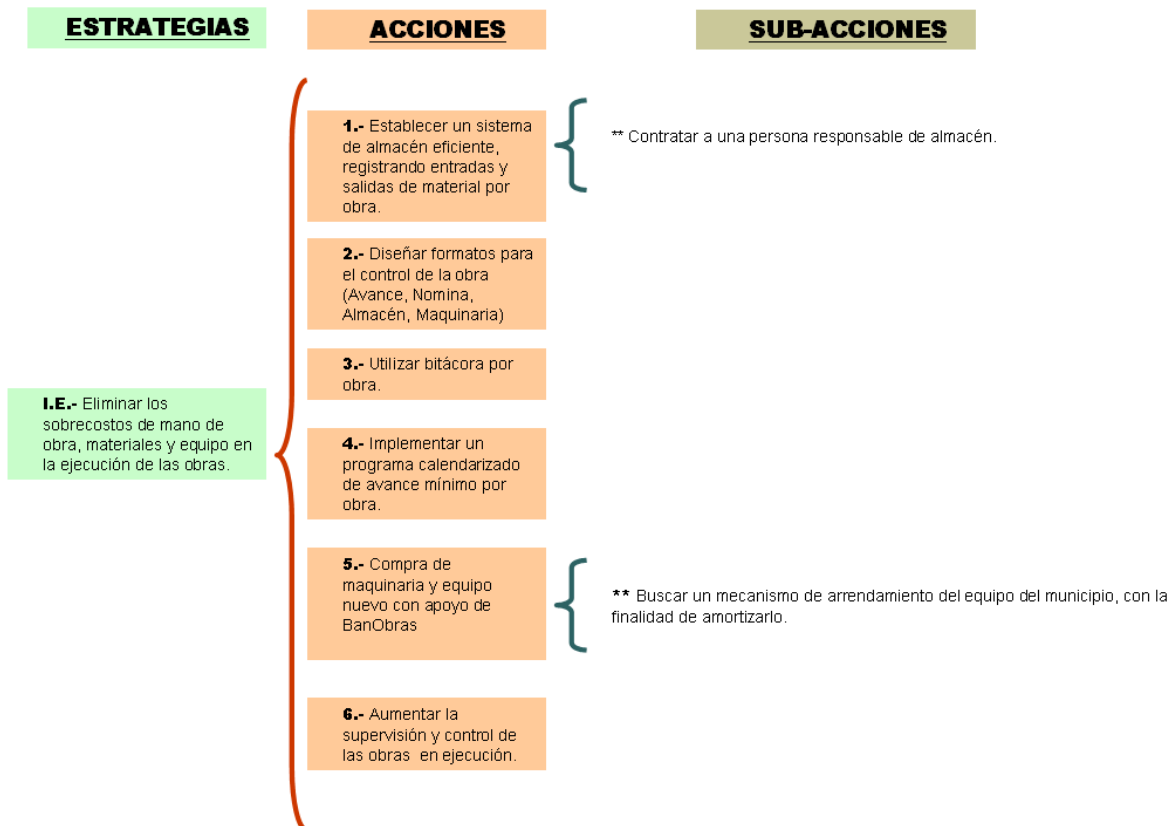 ESTRATEGIAS
ACCIONES
SUB-ACCIONES
I.E.- Eliminar los
sobrecostos de mano de
obra, materiales y equipo en
la ejecución de las obras.
1.- Establecer un sistema
de almacén eficiente,
registrando entradas y
salidas de material por
obra.
** Contratar a una persona responsable de almacén.
2.- Diseñar formatos para
el control de la obra
(Avance, Nomina,
Almacén, Maquinaria)
3.- Utilizar bitácora por
obra.
4.- Implementar un
programa calendarizado
de avance mínimo por
obra.
5.- Compra de
maquinaria y equipo
nuevo con apoyo de
BanObras
** Buscar un mecanismo de arrendamiento del equipo del municipio, con la
finalidad de amortizarlo.
6.- Aumentar la
supervisión y control de
las obras en ejecución.